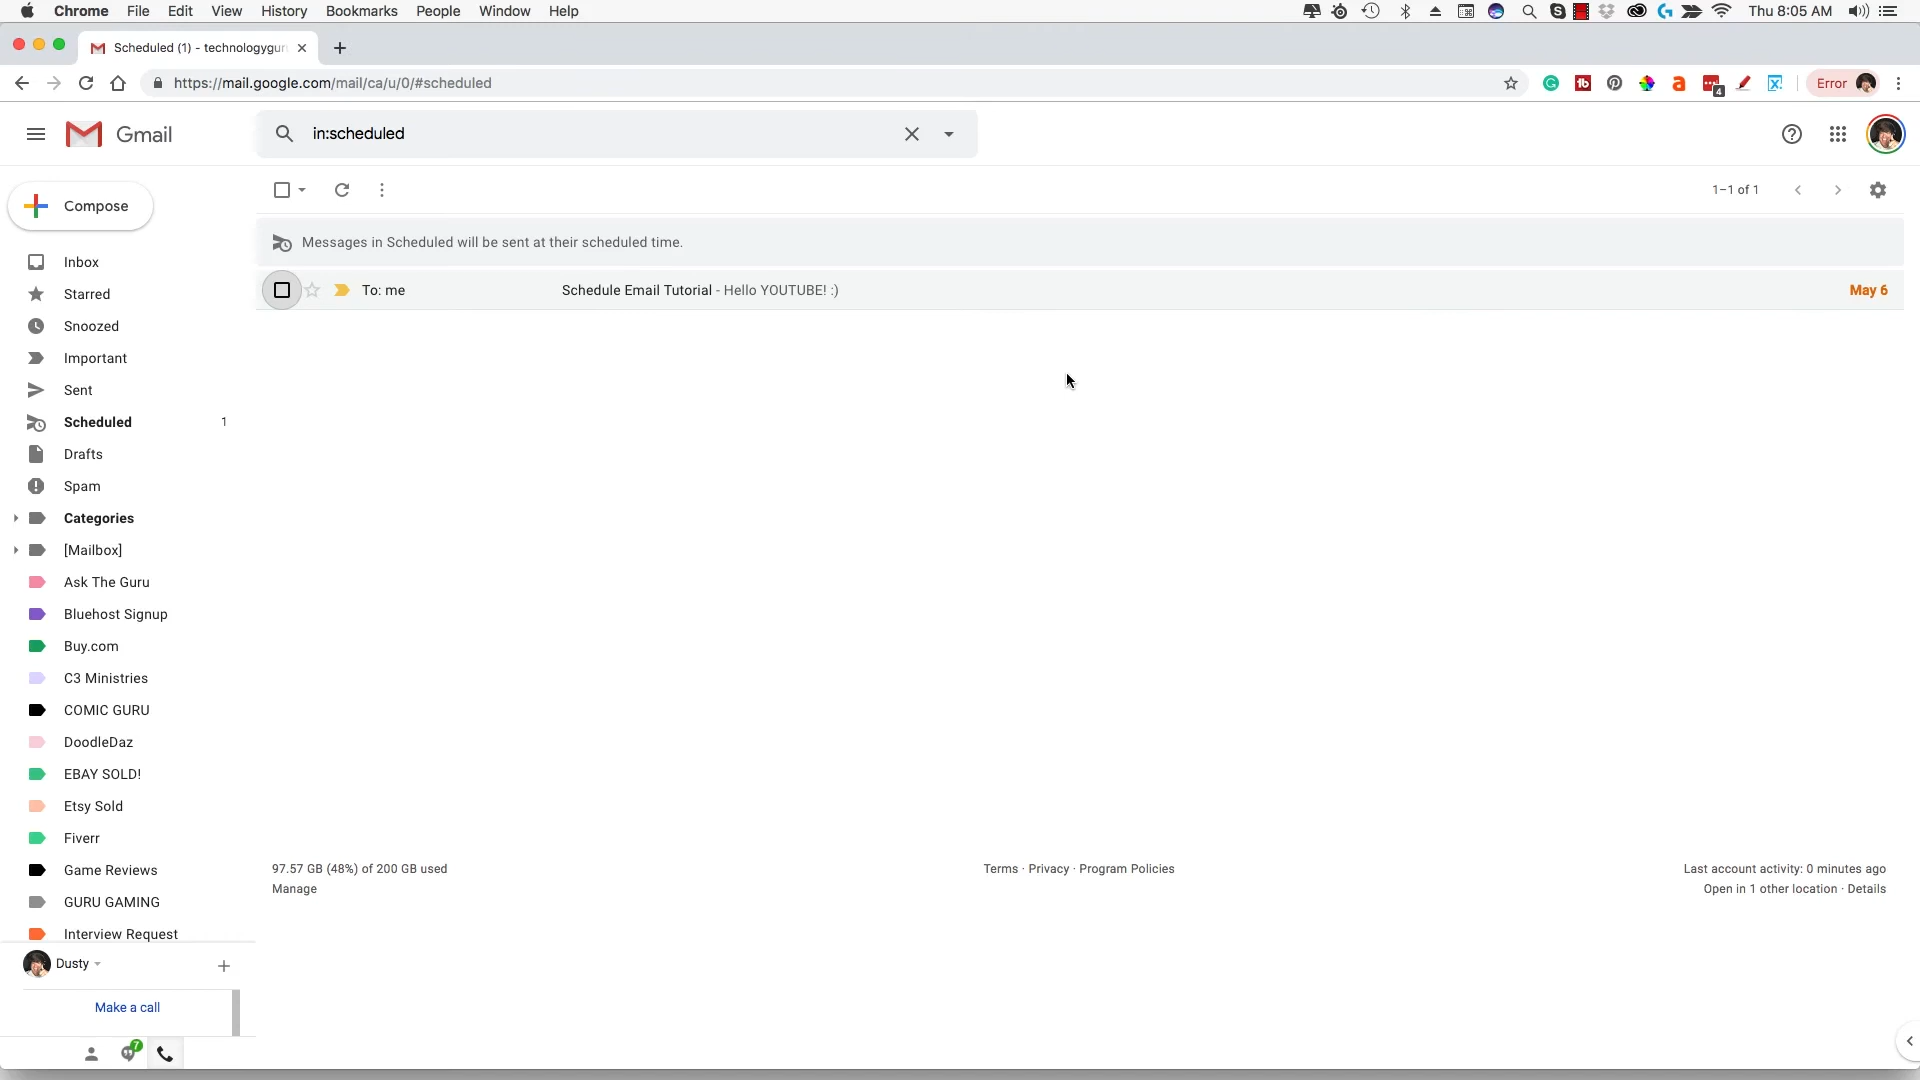 Chrome File Edit View History Bookmarks People Window Help
Thu 8:05 AM
Scheduled (1) - technologygur
https://mail.google.com/mail/ca/u/0/#scheduled
4
Error
Gmail
in:scheduled
Compose
1–1 of 1
Messages in Scheduled will be sent at their scheduled time.
To: me Schedule Email Tutorial - Hello YOUTUBE! :) May 6
Inbox
Starred
Snoozed
Important
Sent
Scheduled 1
Drafts
Spam
Categories
[Mailbox]
Ask The Guru
Bluehost Signup
Buy.com
C3 Ministries
COMIC GURU
DoodleDaz
EBAY SOLD!
Etsy Sold
Fiverr
Game Reviews
GURU GAMING
Interview Request
97.57 GB (48%) of 200 GB used
Manage
Terms · Privacy · Program Policies
Last account activity: 0 minutes ago
Open in 1 other location · Details
Dusty
Make a call
7